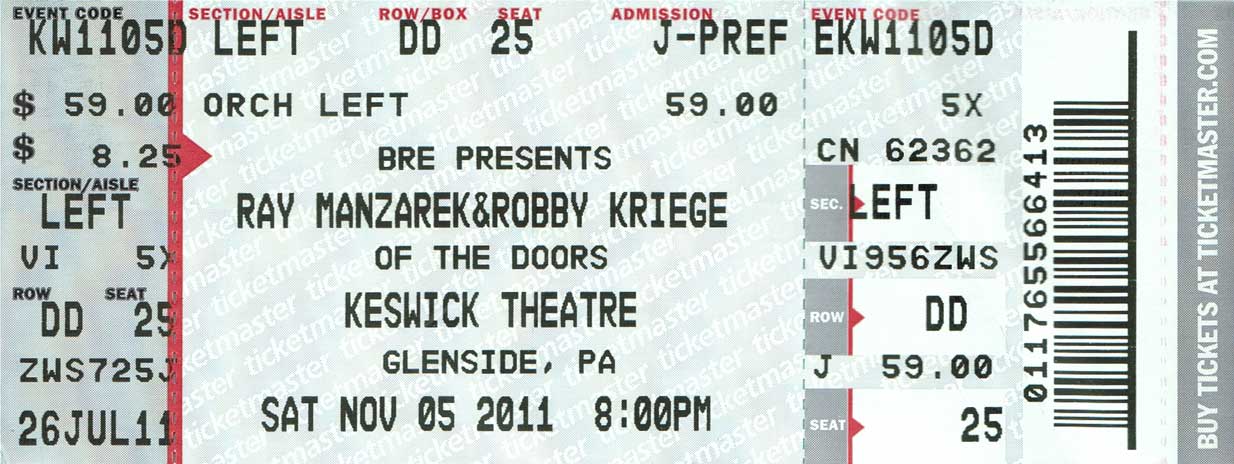 EVENT CODE SECTION/AISLE ROW/BOX SEAT ADMISSION EVENT CODE
KW1105D LEFT DD 25 J-PREF EKW1105D
$ 59.00 ORCH LEFT 59.00 5X
$ 8.25 BRE PRESENTS CN 62362
SECTION/AISLE
LEFT RAY MANZAREK&ROBBY KRIEGE SEC. LEFT
VI 5X OF THE DOORS VI956ZWS
ROW SEAT
DD 25 KESWICK THEATRE ROW DD
ZWS725J GLENSIDE, PA J 59.00
26JUL11 SAT NOV 05 2011 8:00PM SEAT 25
0117655566413
BUY TICKETS AT TICKETMASTER.COM
ticketmaster